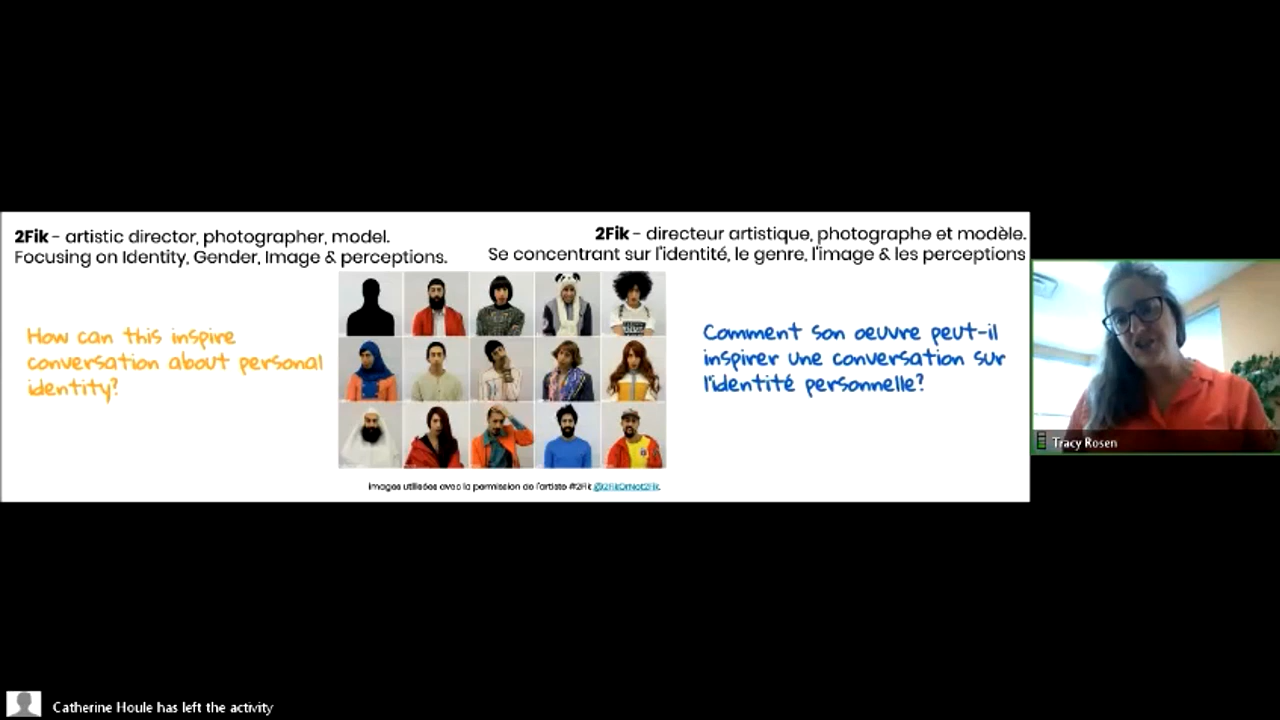 2Fik - artistic director, photographer, model.
Focusing on Identity, Gender, Image & perceptions.
2Fik - directeur artistique, photographe et modèle.
Se concentrant sur l'identité, le genre, l'image & les perceptions
How can this inspire
conversation about personal
identity?
Comment son oeuvre peut-il
inspirer une conversation sur
l'identité personnelle?
Images utilisées avec la permission de l'artiste #2Fik @2FikOrNot2Fik.
Tracy Rosen
Catherine Houle has left the activity